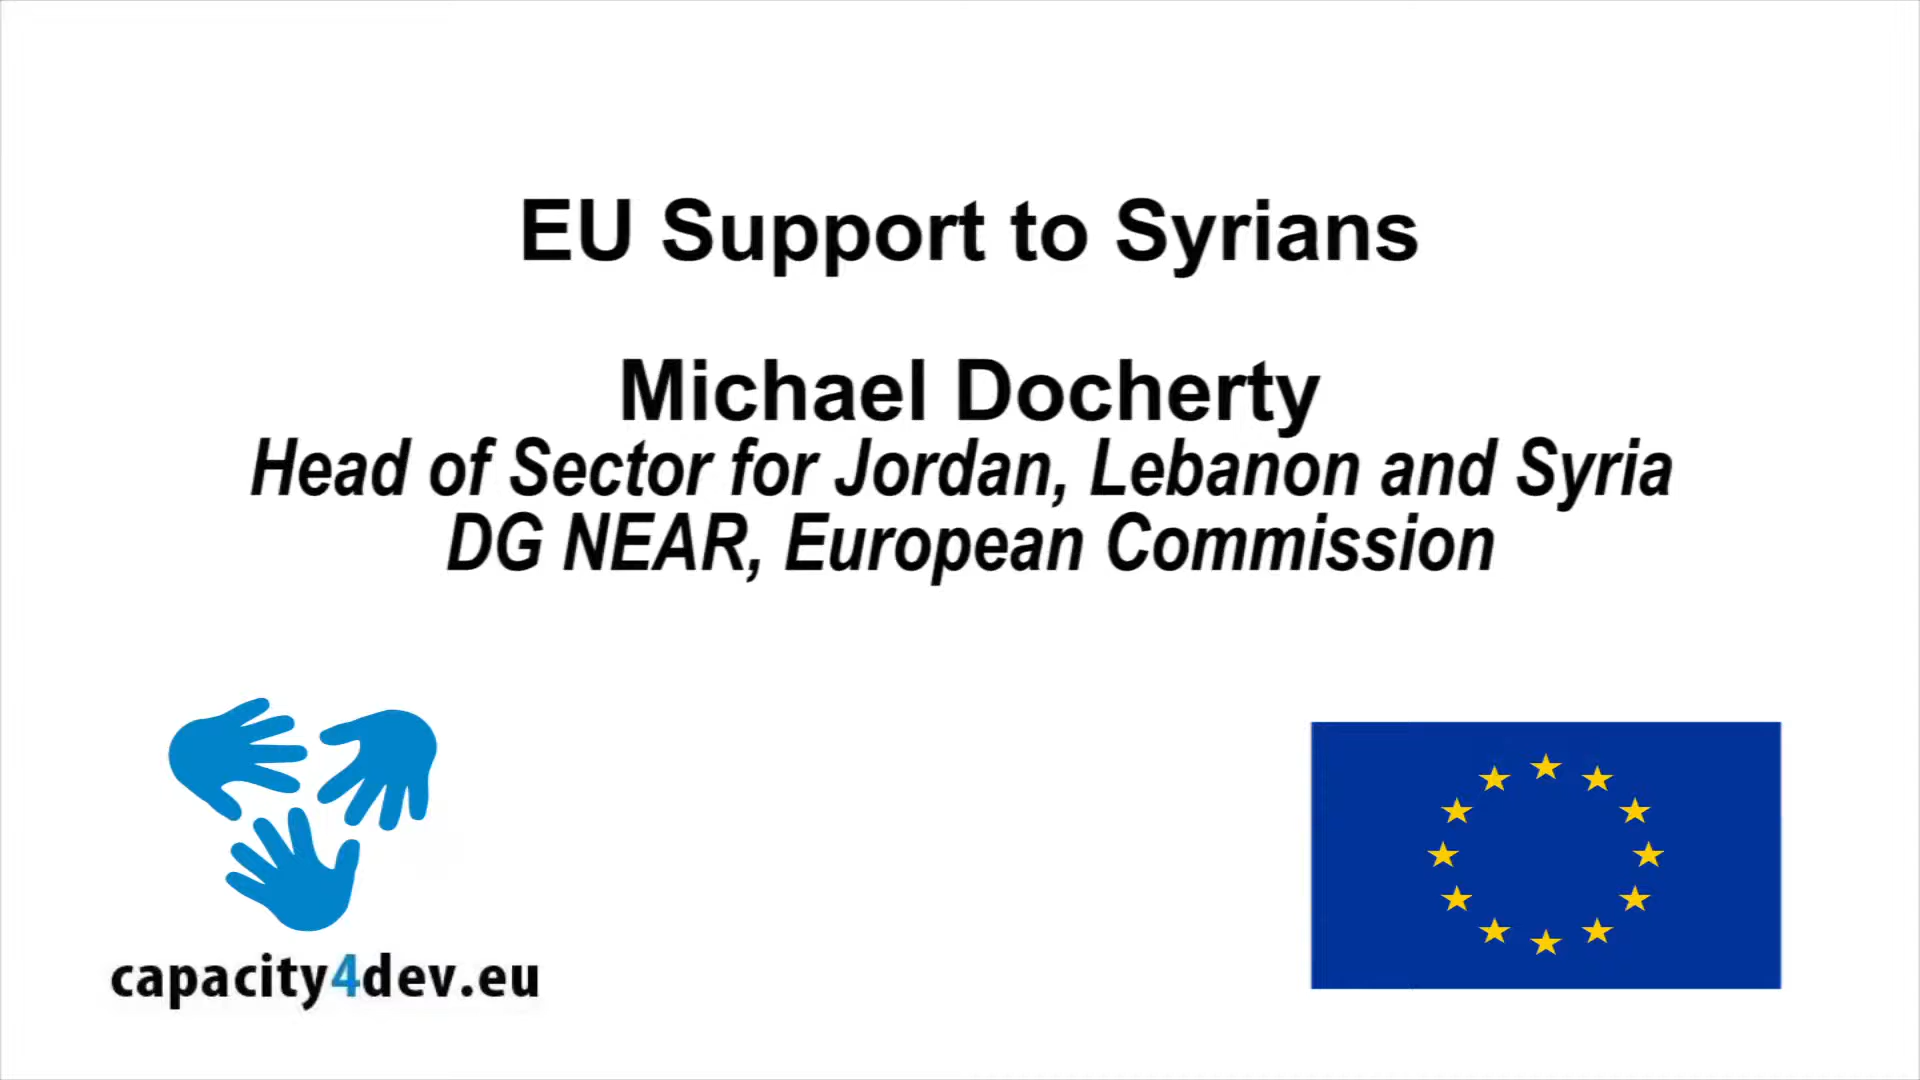 EU Support to Syrians
Michael Docherty
Head of Sector for Jordan, Lebanon and Syria
DG NEAR, European Commission
capacity4dev.eu